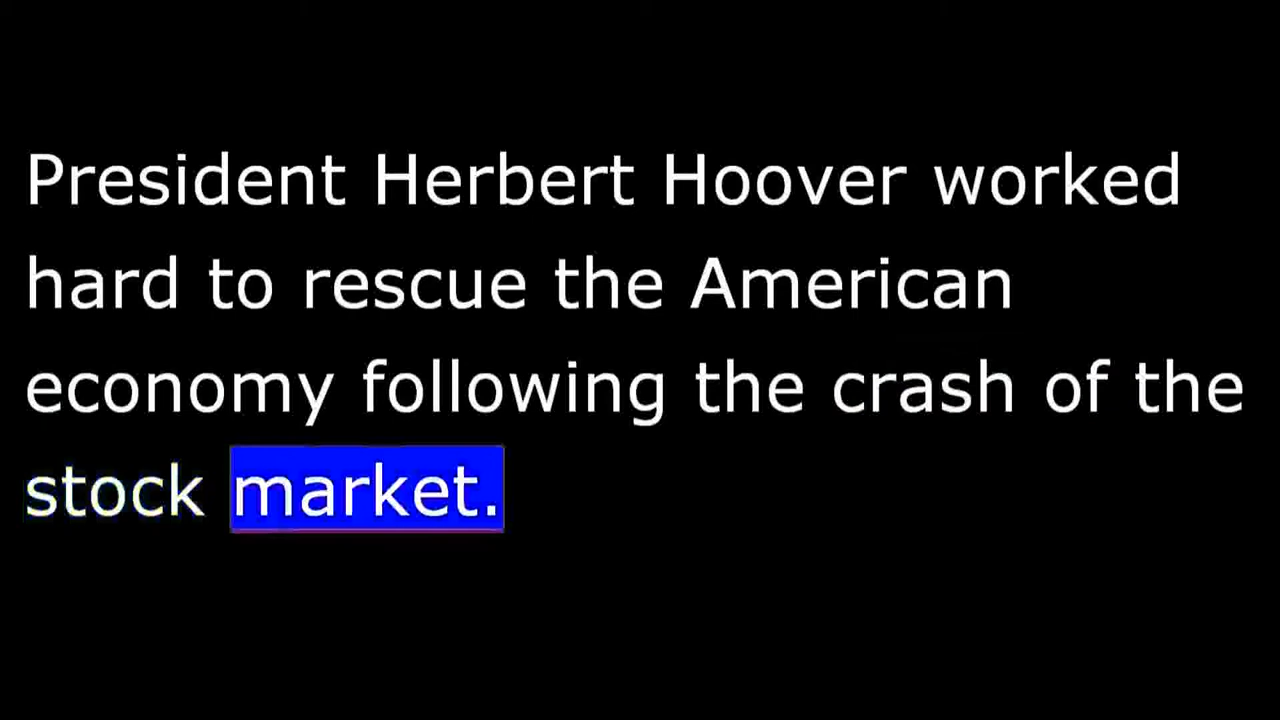 President Herbert Hoover worked
hard to rescue the American
economy following the crash of the
stock market.